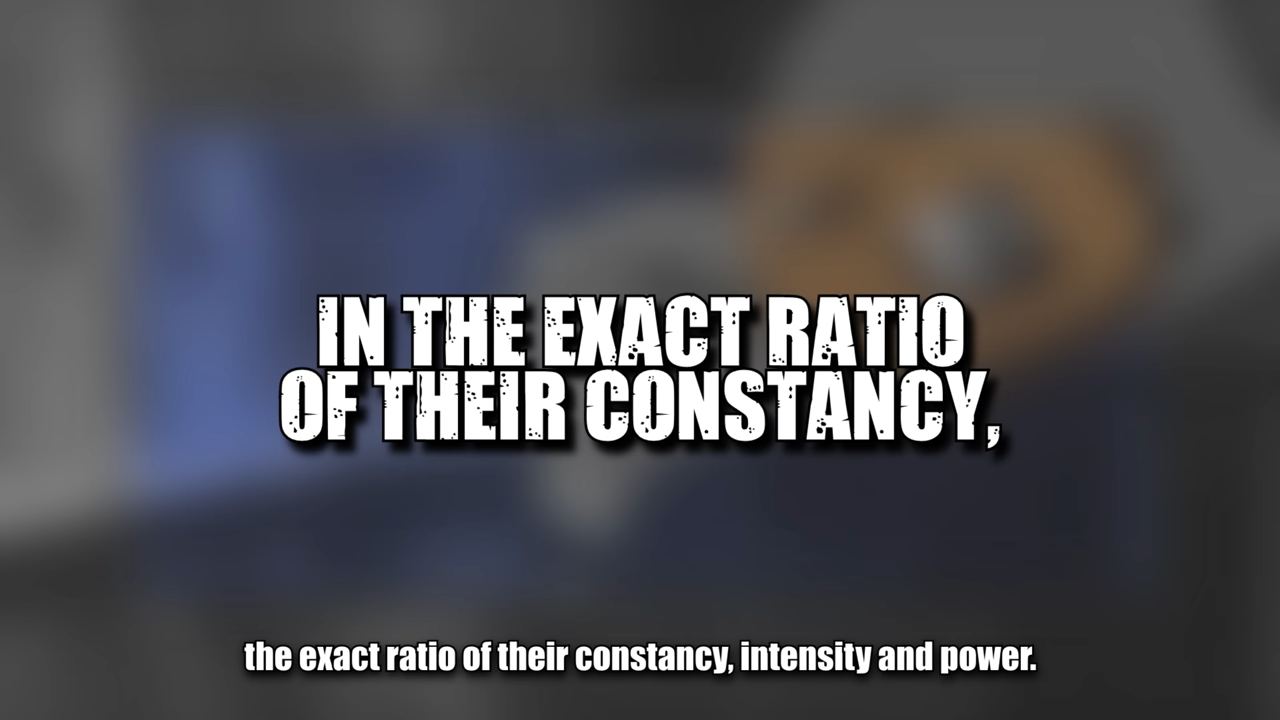 IN THE EXACT RATIO
OF THEIR CONSTANCY,
the exact ratio of their constancy, intensity and power.